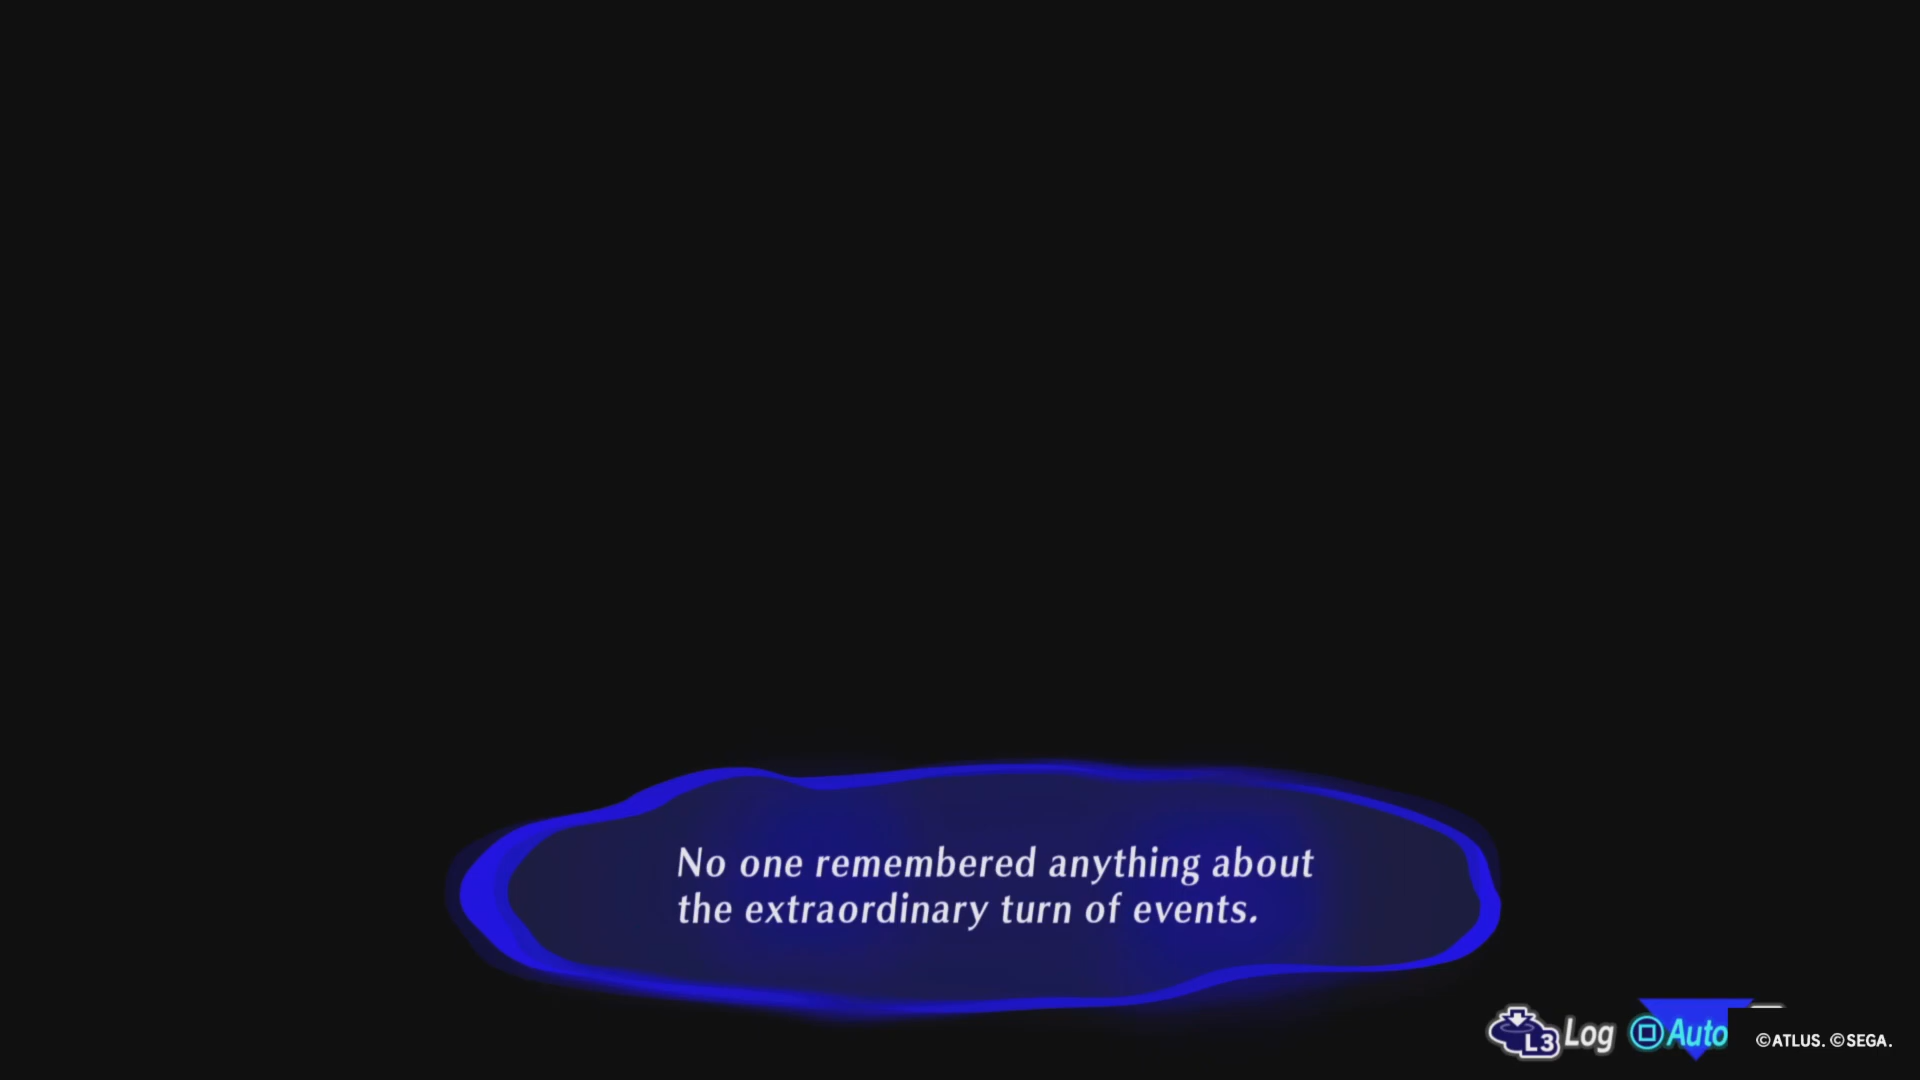 No one remembered anything about
the extraordinary turn of events.
L3 Log Auto
©ATLUS. ©SEGA.